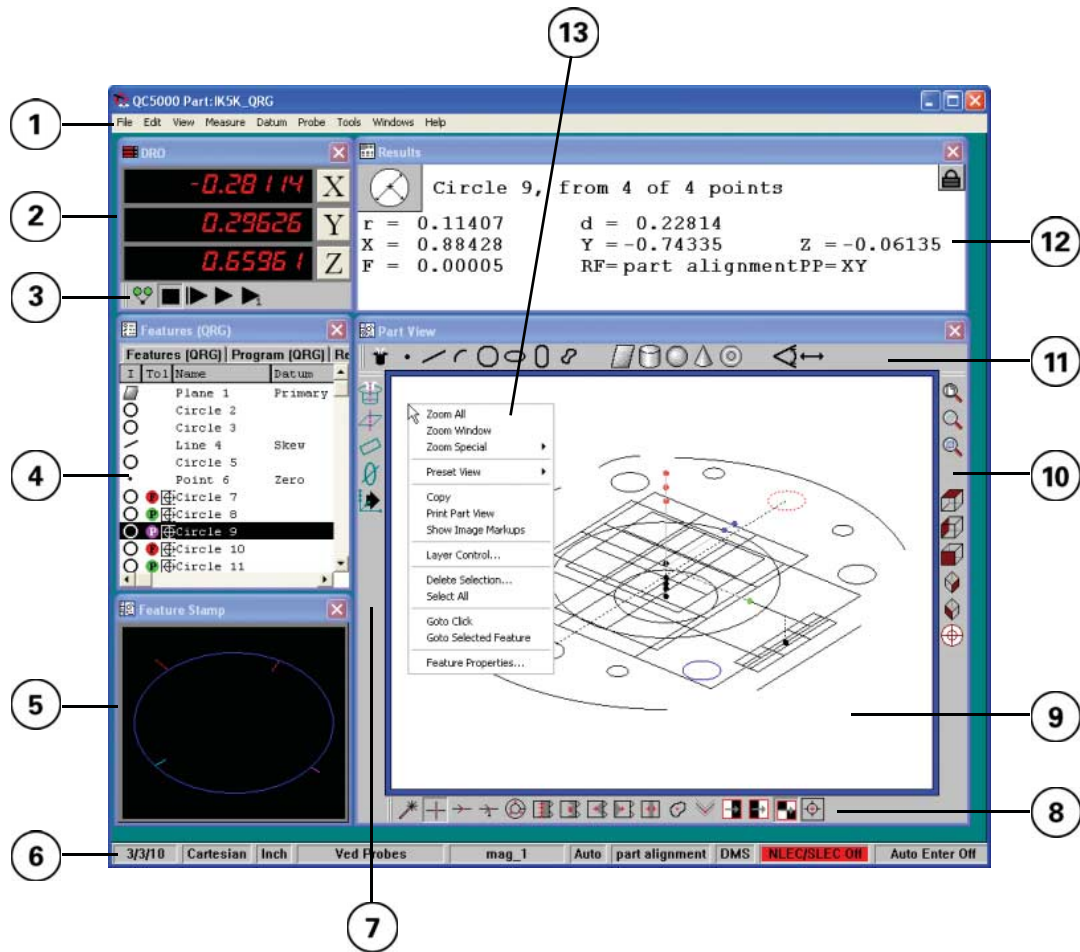 13
QC5000 Part:IK5K_QRG
1
File Edit View Measure Datum Probe Tools Windows Help
DRO
-0.28114 X
2
0.29626 Y
0.65961 Z
3
1
Results
Circle 9, from 4 of 4 points
r = 0.11407 d = 0.22814
X = 0.88428 Y =-0.74335 Z =-0.06135
F = 0.00005 RF=part alignmentPP=XY
12
Features (QRG)
Features (QRG) Program (QRG) Re
I Tol Name Datum
Plane 1 Primary
Circle 2
Circle 3
Line 4 Skew
Circle 5
4
Point 6 Zero
P Circle 7
P Circle 8
P Circle 9
P Circle 10
P Circle 11
Part View
11
Zoom All
Zoom Window
Zoom Special
Preset View
Copy
Print Part View
Show Image Markups
Layer Control...
Delete Selection...
Select All
Goto Click
Goto Selected Feature
Feature Properties...
10
Feature Stamp
5
9
8
6
3/3/10 Cartesian Inch Ved Probes mag_1 Auto part alignment DMS NLEC/SLEC Off Auto Enter Off
7